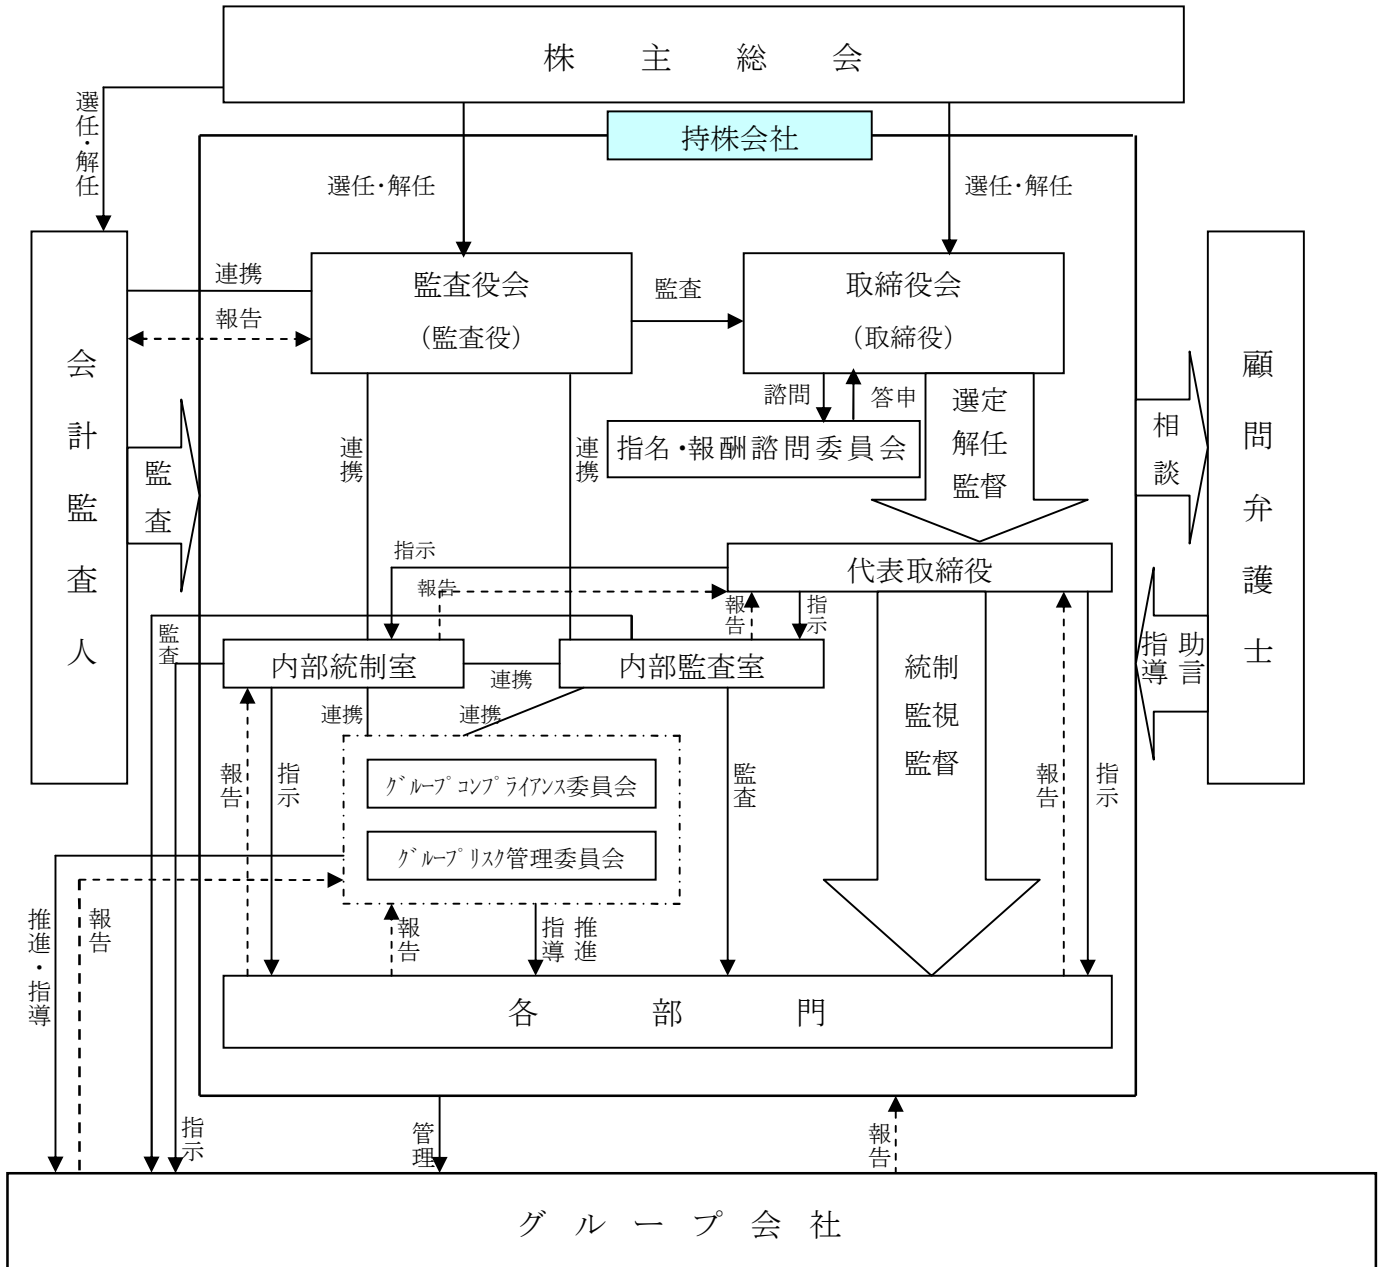 株主総会
持株会社
選任・解任
選任・解任
選任・解任
会計監査人
連携
報告
監査役会
(監査役)
監査
取締役会
(取締役)
諮問
答申
指名・報酬諮問委員会
選定
解任
監督
監査
連携
連携
相談
顧問弁護士
指導
助言
代表取締役
指示
報告
報告
指示
監査
内部統制室
連携
内部監査室
連携
連携
統制
監視
監督
報告
指示
グループコンプライアンス委員会
グループリスク管理委員会
監査
報告
指示
推進・指導
報告
報告
指導
推進
各部門
指示
管理
報告
グループ会社